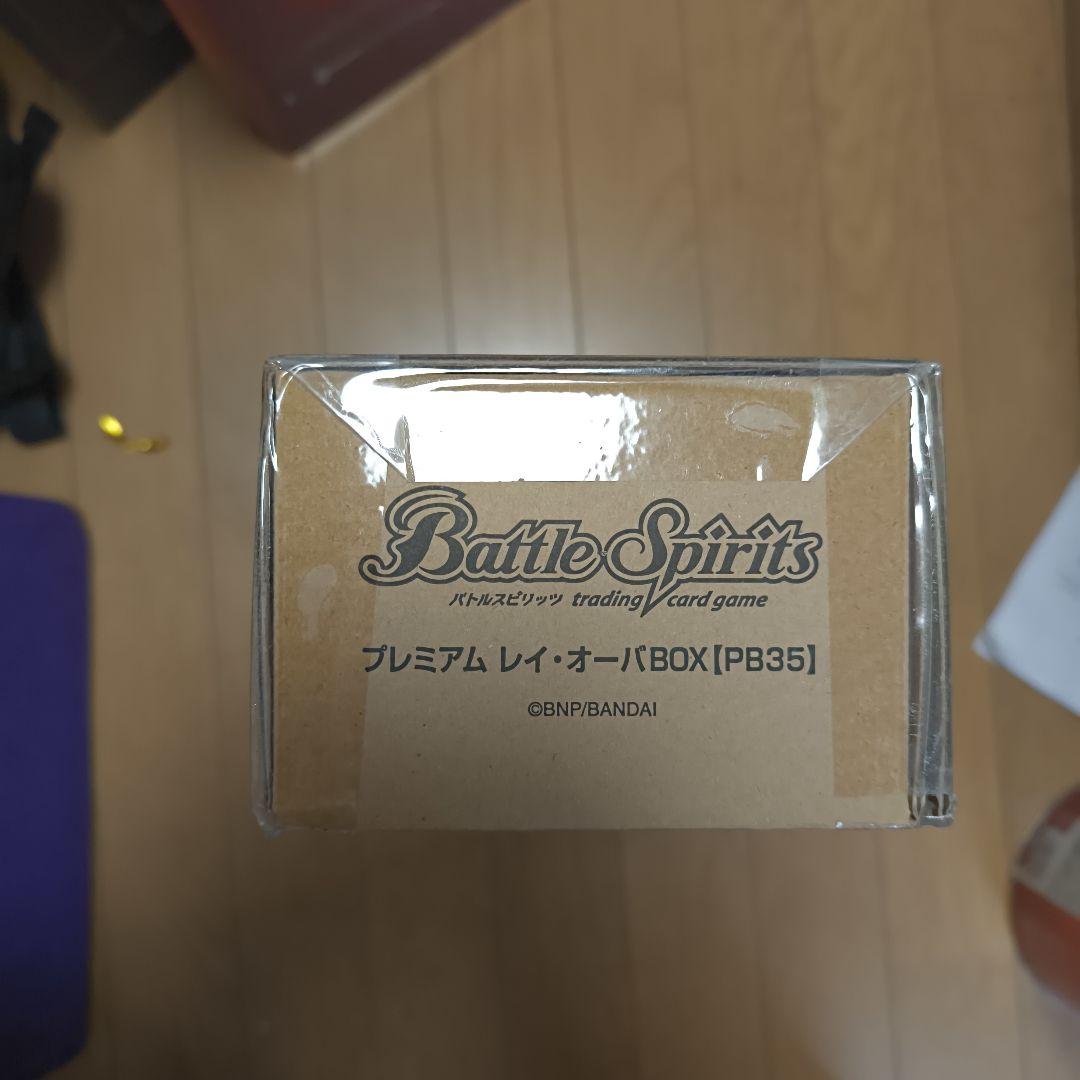 Battle Spirits
バトルスピリッツ trading card game
プレミアム レイ・オーバBOX【PB35】
©BNP/BANDAI